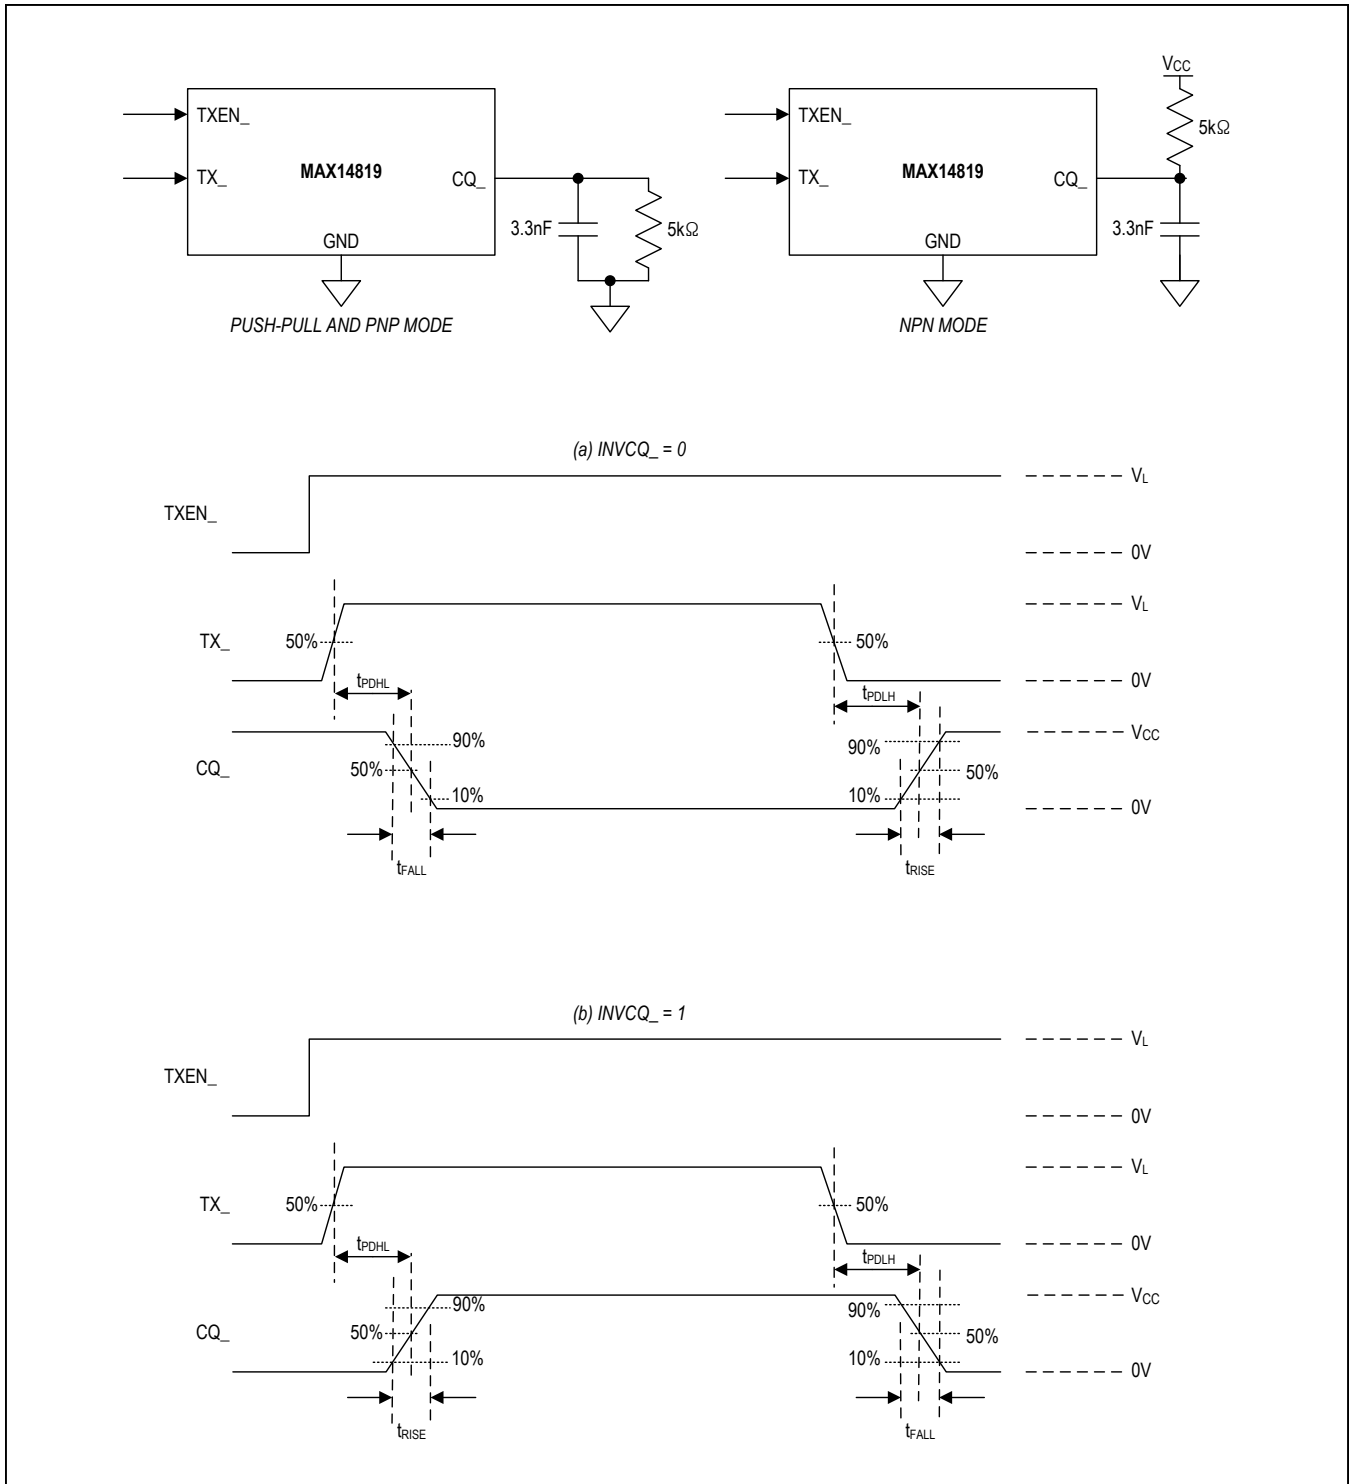 VCC
TXEN_
TX_
MAX14819
CQ_
GND
3.3nF
5kΩ
PUSH-PULL AND PNP MODE
TXEN_
TX_
MAX14819
CQ_
GND
5kΩ
3.3nF
NPN MODE
(a) INVCQ_ = 0
TXEN_
VL
0V
TX_
50%
50%
VL
0V
tPDHL
tPDLH
CQ_
90%
50%
10%
90%
50%
10%
VCC
0V
tFALL
tRISE
(b) INVCQ_ = 1
TXEN_
VL
0V
TX_
50%
50%
VL
0V
tPDHL
tPDLH
CQ_
90%
50%
10%
90%
50%
10%
VCC
0V
tRISE
tFALL